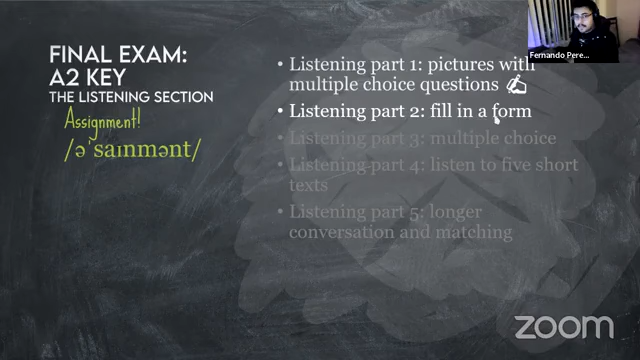 FINAL EXAM:
A2 KEY
THE LISTENING SECTION
Assignment!
/əˈsaɪnmənt/
• Listening part 1: pictures with
multiple choice questions
• Listening part 2: fill in a form
• Listening part 3: multiple choice
• Listening part 4: listen to five short
texts
• Listening part 5: longer
conversation and matching
Fernando Pere...
zoom